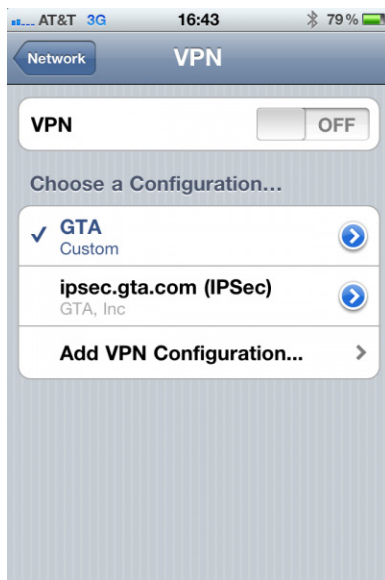 AT&T 3G 16:43 79%
Network VPN
VPN OFF
Choose a Configuration...
GTA
Custom
ipsec.gta.com (IPSec)
GTA, Inc
Add VPN Configuration...